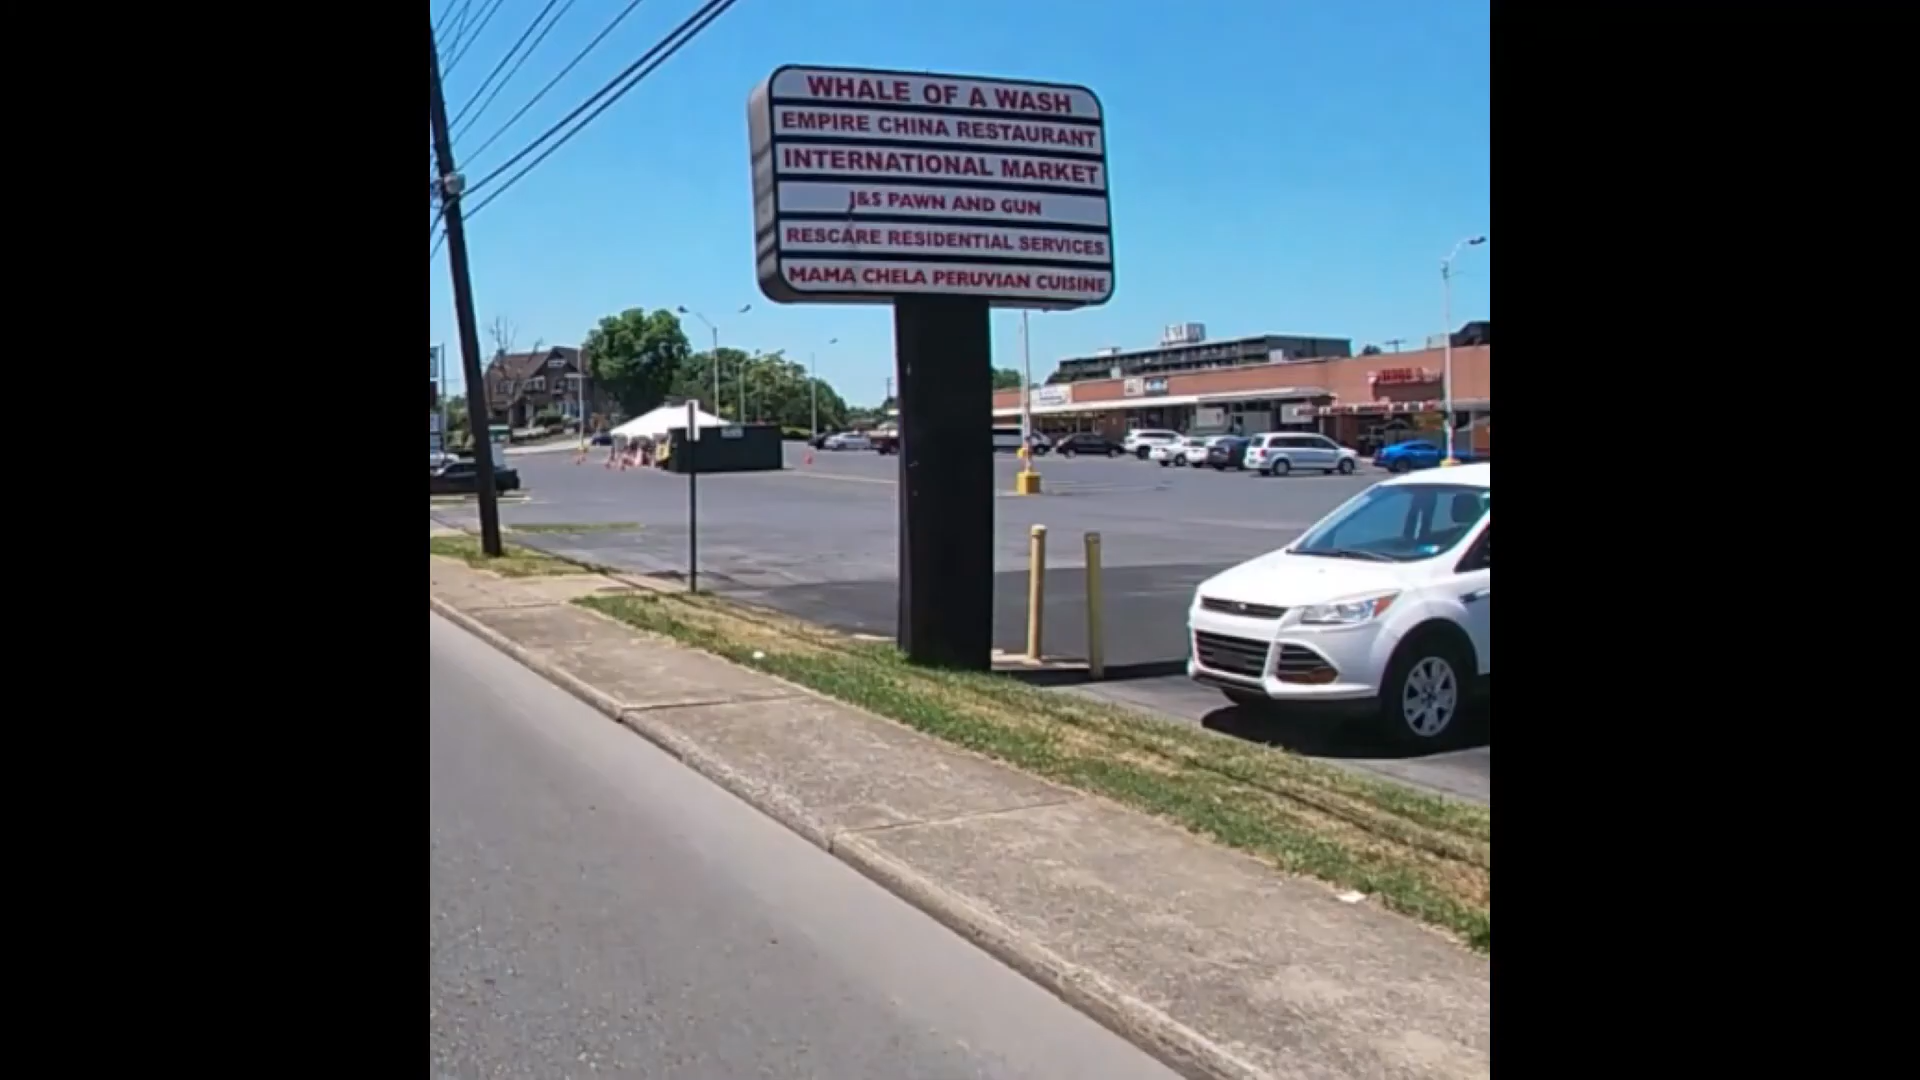 WHALE OF A WASH
EMPIRE CHINA RESTAURANT
INTERNATIONAL MARKET
J&S PAWN AND GUN
RESCARE RESIDENTIAL SERVICES
MAMA CHELA PERUVIAN CUISINE